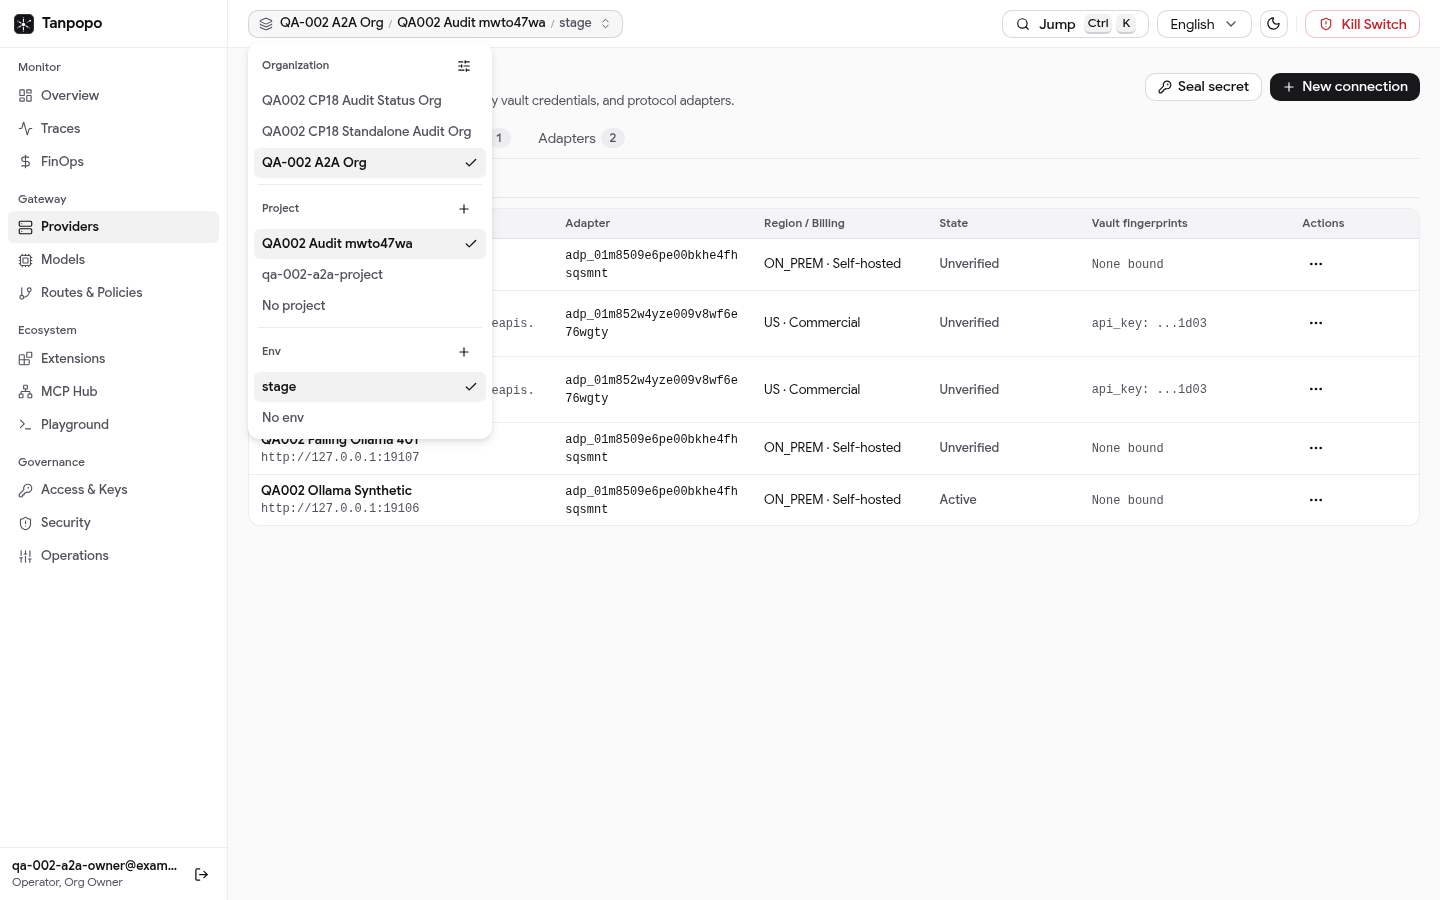 Tanpopo
QA-002 A2A Org / QA002 Audit mwto47wa / stage
Jump Ctrl K
English
Kill Switch
Monitor
Overview
Traces
FinOps
Gateway
Providers
Models
Routes & Policies
Ecosystem
Extensions
MCP Hub
Playground
Governance
Access & Keys
Security
Operations
qa-002-a2a-owner@exam...
Operator, Org Owner
Organization
QA002 CP18 Audit Status Org
QA002 CP18 Standalone Audit Org
QA-002 A2A Org
Project
QA002 Audit mwto47wa
qa-002-a2a-project
No project
Env
stage
No env
y vault credentials, and protocol adapters.
Seal secret
New connection
1
Adapters 2
Adapter Region / Billing State Vault fingerprints Actions
adp_01m8509e6pe00bkhe4fh
sqsmnt
ON_PREM · Self-hosted Unverified None bound
eapis.
adp_01m852w4yze009v8wf6e
76wgty
US · Commercial Unverified api_key: ...1d03
eapis.
adp_01m852w4yze009v8wf6e
76wgty
US · Commercial Unverified api_key: ...1d03
QA002 Failing Ollama 401
http://127.0.0.1:19107
adp_01m8509e6pe00bkhe4fh
sqsmnt
ON_PREM · Self-hosted Unverified None bound
QA002 Ollama Synthetic
http://127.0.0.1:19106
adp_01m8509e6pe00bkhe4fh
sqsmnt
ON_PREM · Self-hosted Active None bound